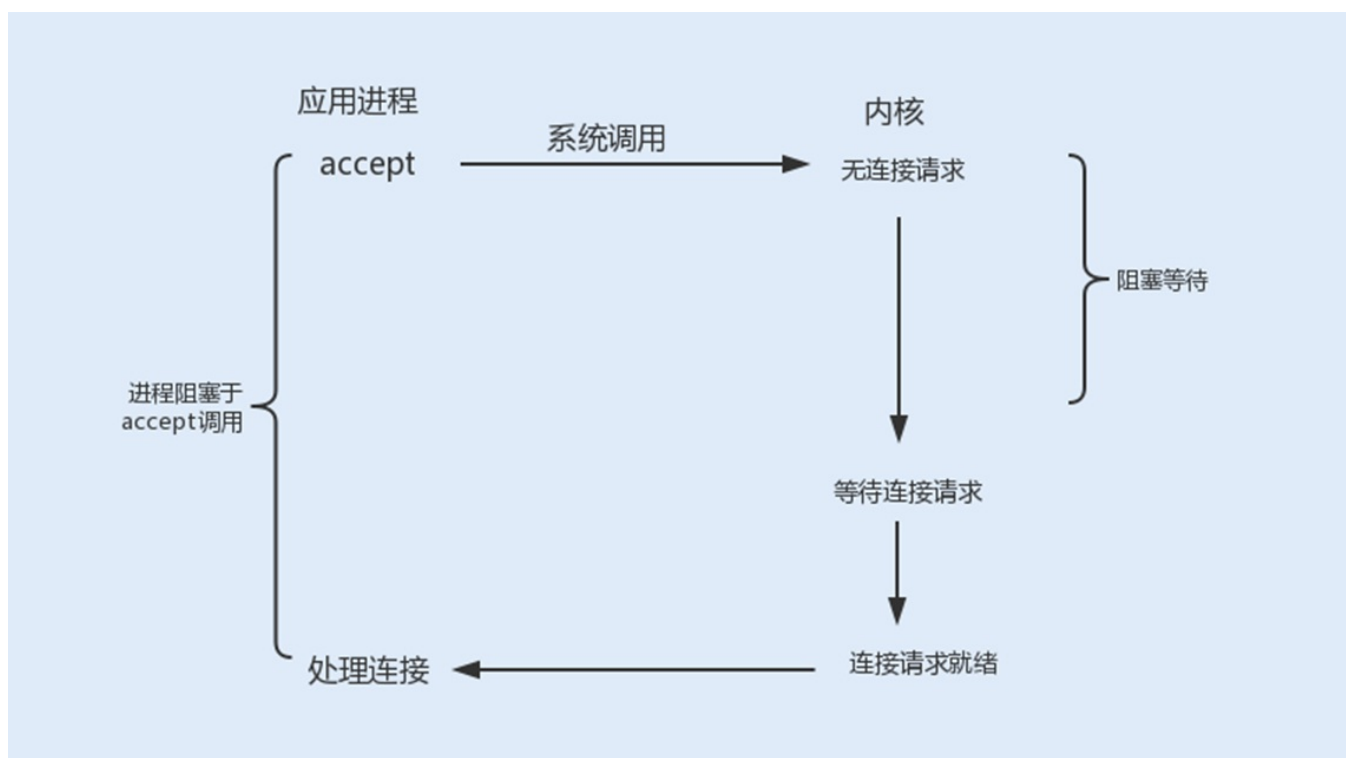 应用进程
内核
系统调用
accept
无连接请求
阻塞等待
进程阻塞于
accept调用
等待连接请求
连接请求就绪
处理连接